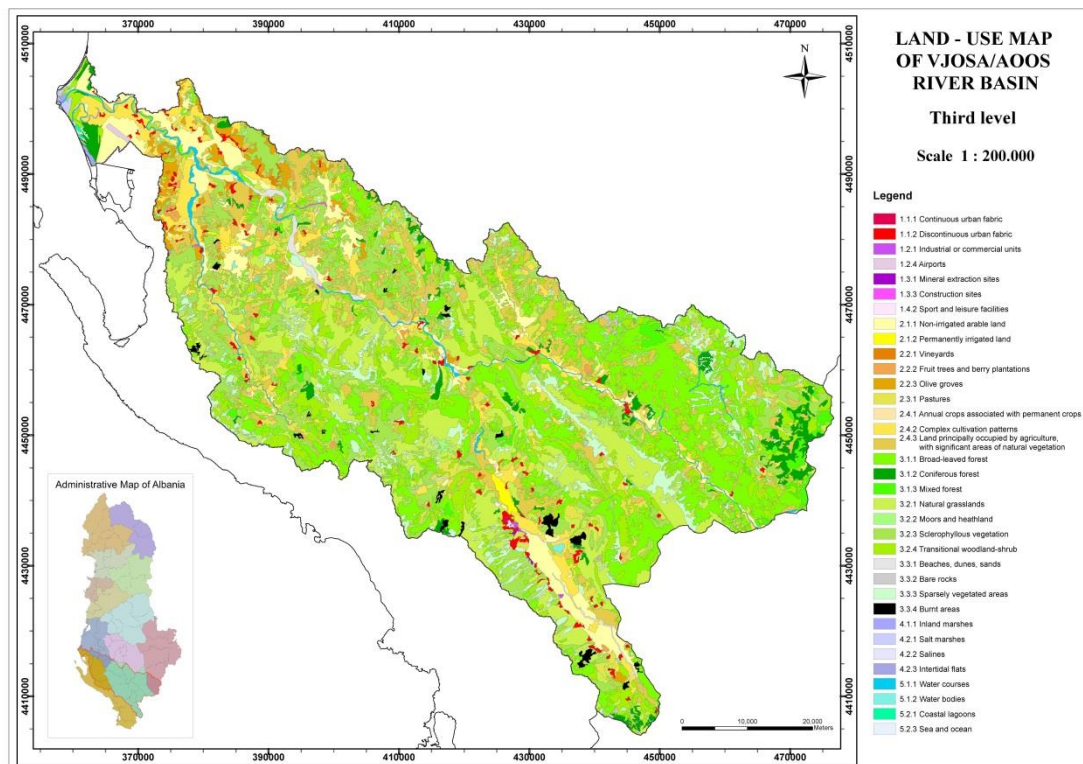 370000 390000 410000 430000 450000 470000
4510000 4510000
4490000 4490000
4470000 4470000
4450000 4450000
4430000 4430000
4410000 4410000
370000 390000 410000 430000 450000 470000
N
Administrative Map of Albania
0 10,000 20,000
Meters
LAND - USE MAP
OF VJOSA/AOOS
RIVER BASIN
Third level
Scale 1 : 200.000
Legend
1.1.1 Continuous urban fabric
1.1.2 Discontinuous urban fabric
1.2.1 Industrial or commercial units
1.2.4 Airports
1.3.1 Mineral extraction sites
1.3.3 Construction sites
1.4.2 Sport and leisure facilities
2.1.1 Non-irrigated arable land
2.1.2 Permanently irrigated land
2.2.1 Vineyards
2.2.2 Fruit trees and berry plantations
2.2.3 Olive groves
2.3.1 Pastures
2.4.1 Annual crops associated with permanent crops
2.4.2 Complex cultivation patterns
2.4.3 Land principally occupied by agriculture,
with significant areas of natural vegetation
3.1.1 Broad-leaved forest
3.1.2 Coniferous forest
3.1.3 Mixed forest
3.2.1 Natural grasslands
3.2.2 Moors and heathland
3.2.3 Sclerophyllous vegetation
3.2.4 Transitional woodland-shrub
3.3.1 Beaches, dunes, sands
3.3.2 Bare rocks
3.3.3 Sparsely vegetated areas
3.3.4 Burnt areas
4.1.1 Inland marshes
4.2.1 Salt marshes
4.2.2 Salines
4.2.3 Intertidal flats
5.1.1 Water courses
5.1.2 Water bodies
5.2.1 Coastal lagoons
5.2.3 Sea and ocean